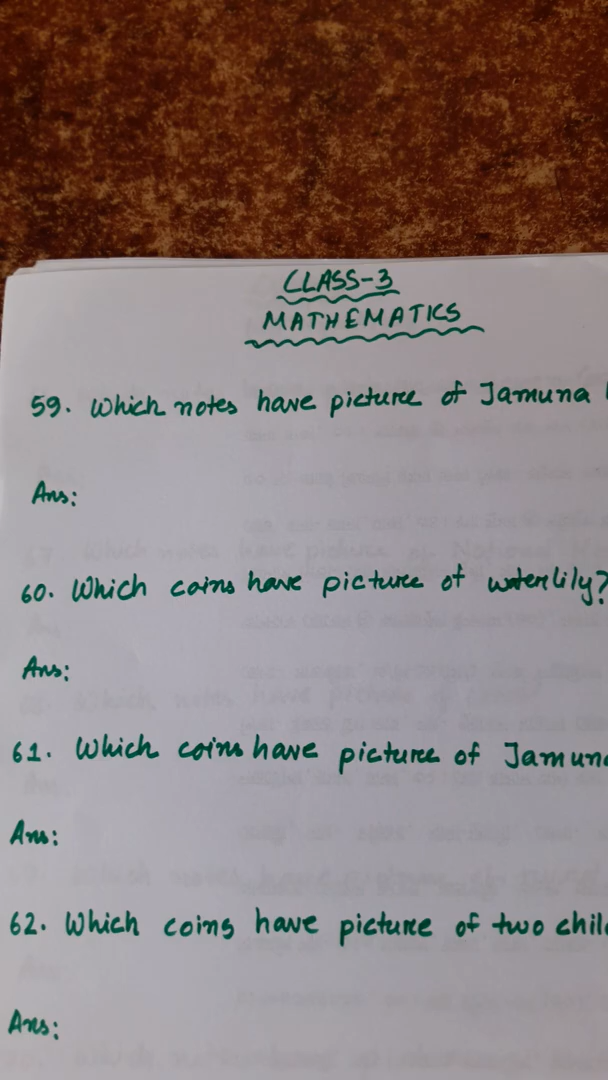 CLASS-3
MATHEMATICS
59. Which notes have picture of Jamuna
Ans:
60. Which coins have picture of waterlily?
Ans:
61. Which coins have picture of Jamuna
Ans:
62. Which coins have picture of two
Ans: